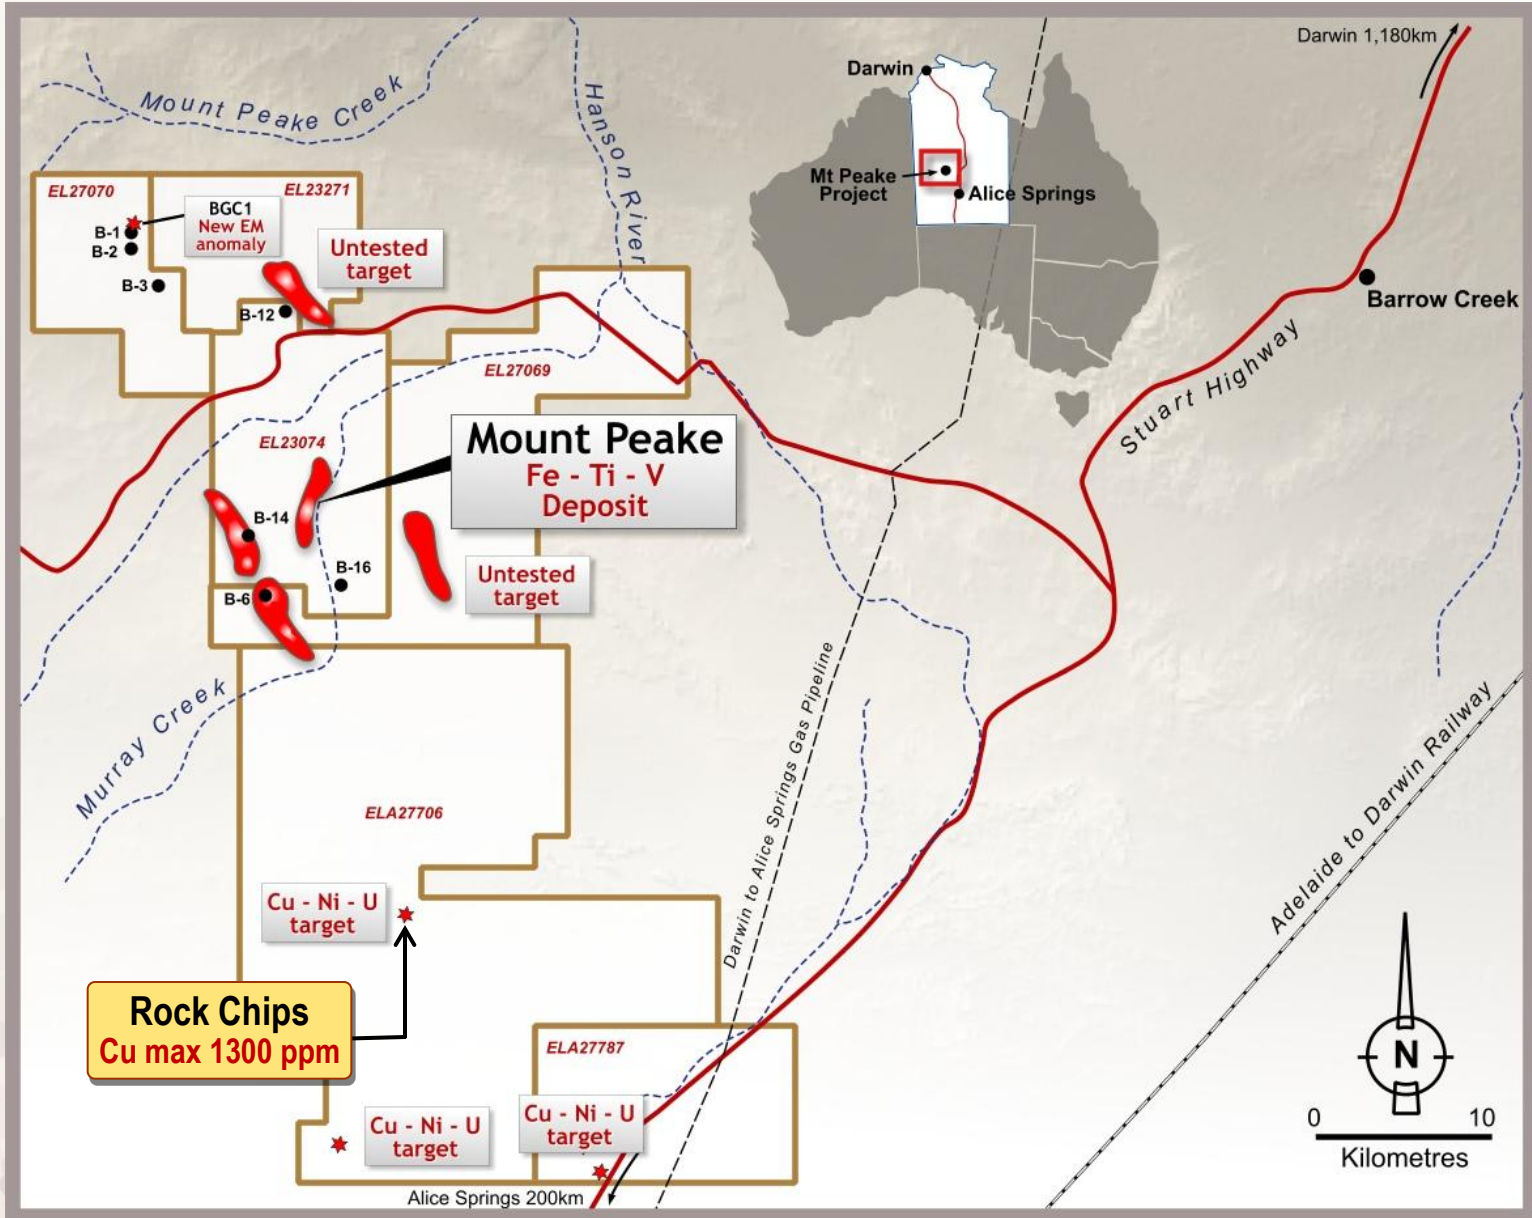 Darwin 1,180km
Mount Peake Creek
Hanson River
Darwin
Mt Peake
Project
Alice Springs
EL27070
EL23271
BGC1
New EM
anomaly
B-1
B-2
B-3
B-12
Untested
target
Barrow Creek
Stuart Highway
EL27069
EL23074
Mount Peake
Fe - Ti - V
Deposit
B-14
B-16
B-6
Untested
target
Murray Creek
Darwin to Alice Springs Gas Pipeline
Adelaide to Darwin Railway
ELA27706
Cu - Ni - U
target
Rock Chips
Cu max 1300 ppm
ELA27787
Cu - Ni - U
target
Cu - Ni - U
target
Alice Springs 200km
N
0 10
Kilometres